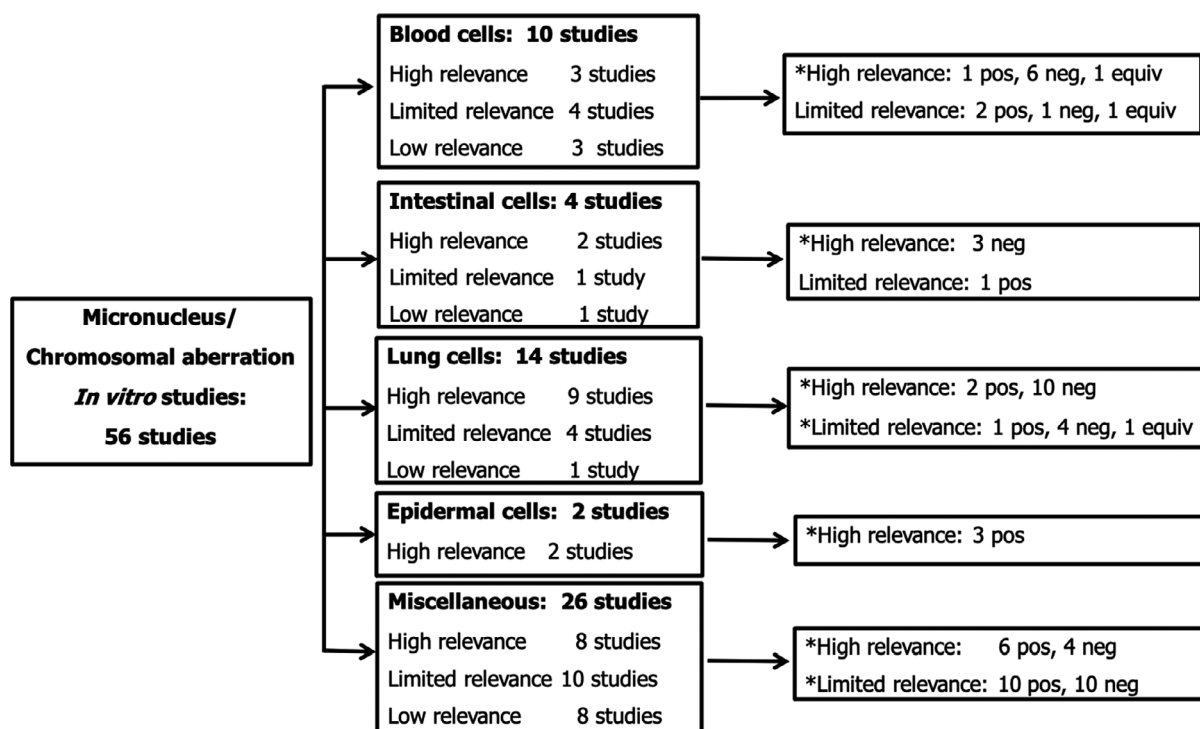 Micronucleus/
Chromosomal aberration
In vitro studies:
56 studies
Blood cells: 10 studies
High relevance 3 studies
Limited relevance 4 studies
Low relevance 3 studies
*High relevance: 1 pos, 6 neg, 1 equiv
Limited relevance: 2 pos, 1 neg, 1 equiv
Intestinal cells: 4 studies
High relevance 2 studies
Limited relevance 1 study
Low relevance 1 study
*High relevance: 3 neg
Limited relevance: 1 pos
Lung cells: 14 studies
High relevance 9 studies
Limited relevance 4 studies
Low relevance 1 study
*High relevance: 2 pos, 10 neg
*Limited relevance: 1 pos, 4 neg, 1 equiv
Epidermal cells: 2 studies
High relevance 2 studies
*High relevance: 3 pos
Miscellaneous: 26 studies
High relevance 8 studies
Limited relevance 10 studies
Low relevance 8 studies
*High relevance: 6 pos, 4 neg
*Limited relevance: 10 pos, 10 neg